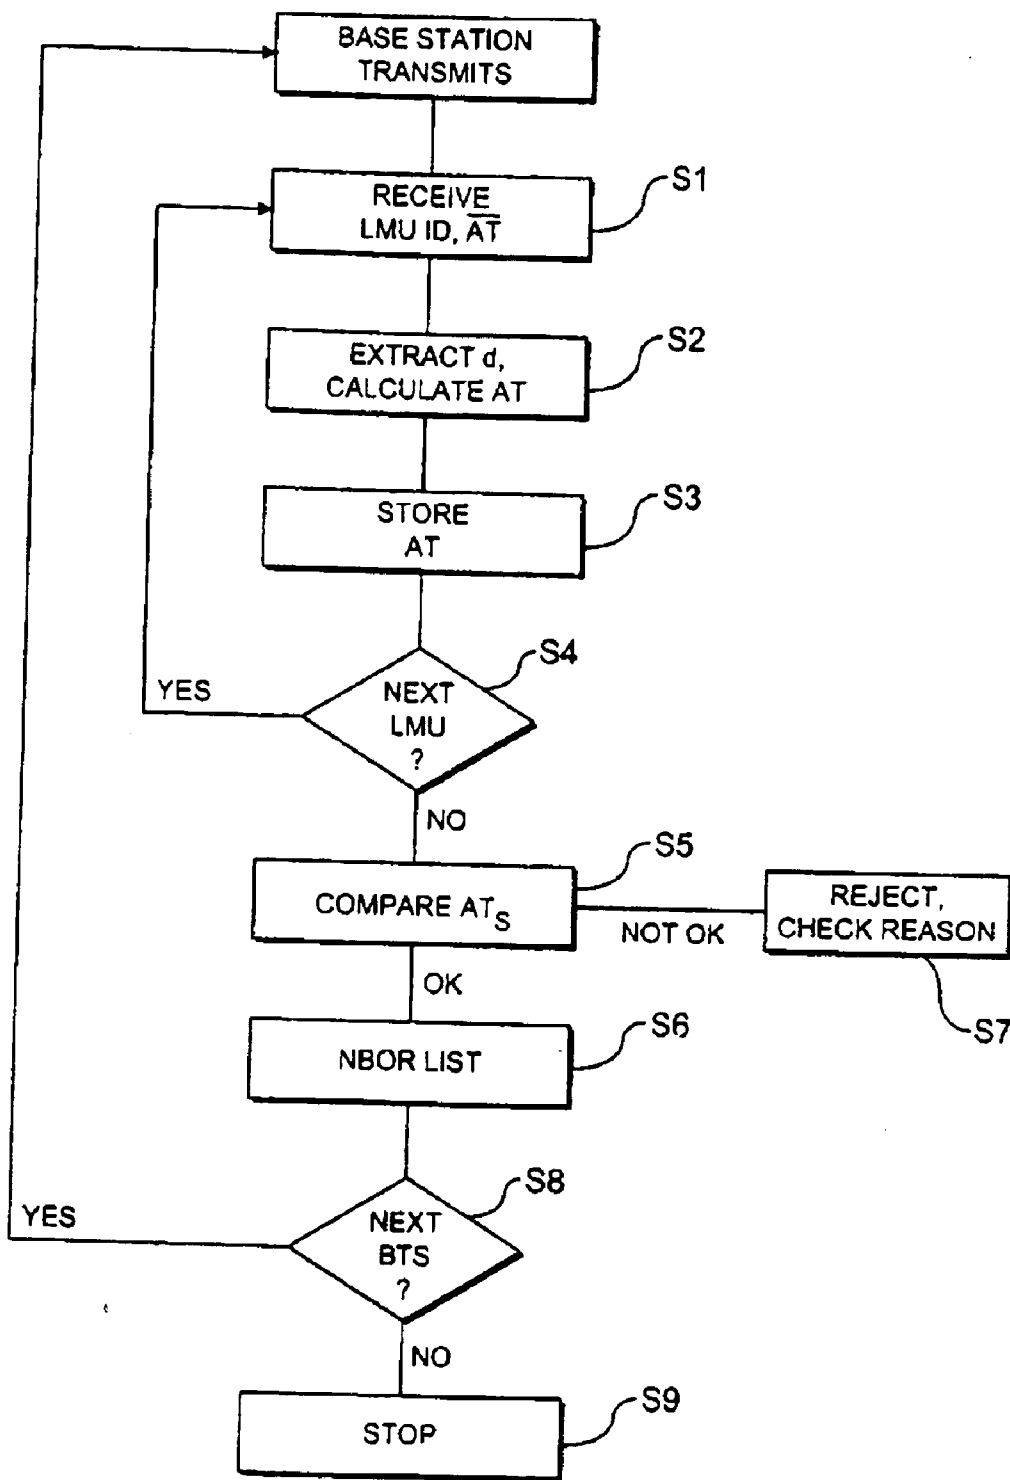 BASE STATION
TRANSMITS
S1
RECEIVE
LMU ID, A̅T̅
S2
EXTRACT d,
CALCULATE AT
S3
STORE
AT
S4
YES
NEXT
LMU
?
NO
S5
COMPARE ATS
NOT OK
REJECT,
CHECK REASON
S7
OK
S6
NBOR LIST
S8
YES
NEXT
BTS
?
NO
S9
STOP